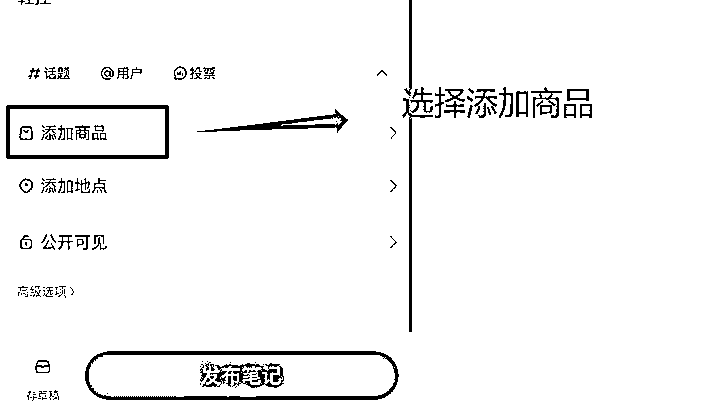 #话题 @用户 投票
选择添加商品
添加商品
添加地点
公开可见
高级选项
存草稿
发布笔记